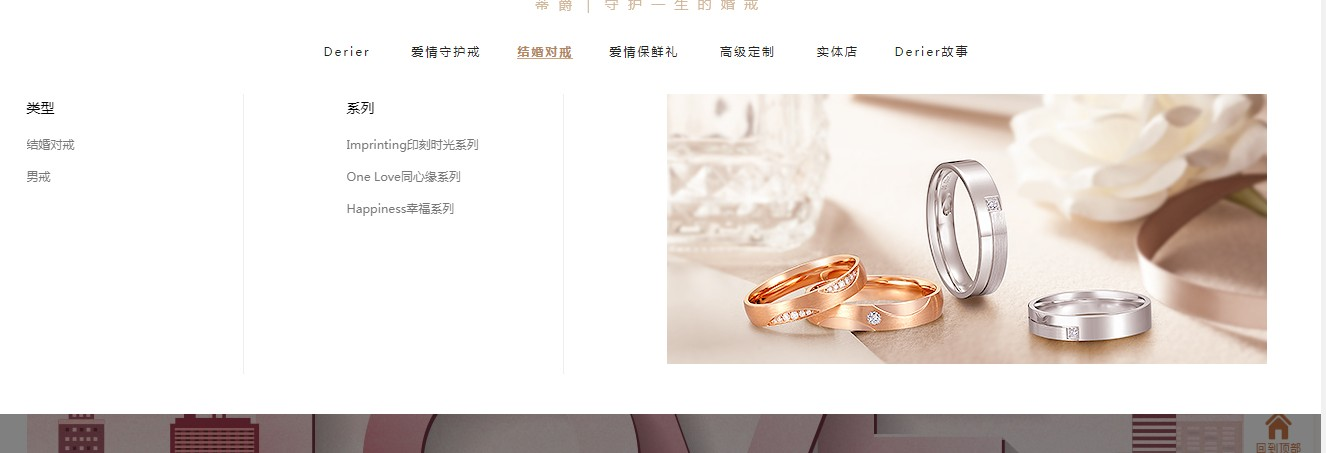 蒂爵 | 守护一生的婚戒
Derier 爱情守护戒 结婚对戒 爱情保鲜礼 高级定制 实体店 Derier故事
类型
结婚对戒
男戒
系列
Imprinting印刻时光系列
One Love同心缘系列
Happiness幸福系列
回到顶部